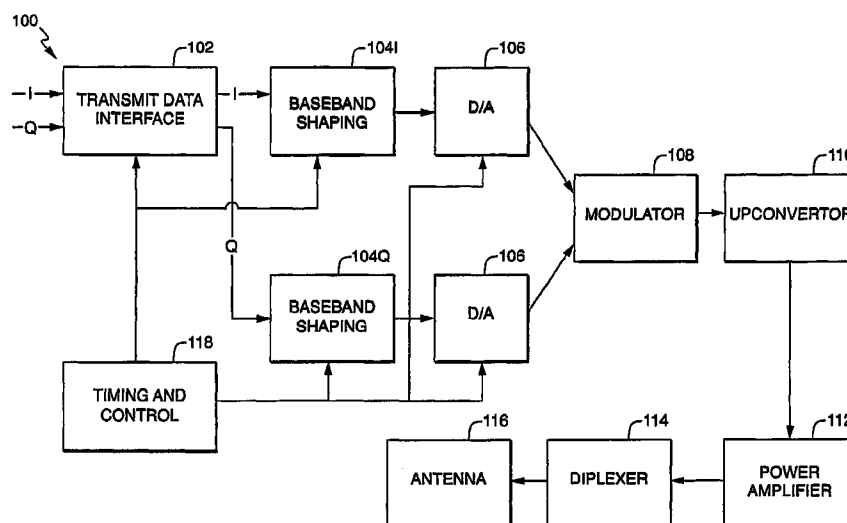 100
102
104I
106
I
TRANSMIT DATA
INTERFACE
I
BASEBAND
SHAPING
D/A
Q
108
110
MODULATOR
UPCONVERTOR
Q
104Q
106
BASEBAND
SHAPING
D/A
118
TIMING AND
CONTROL
116
114
112
ANTENNA
DIPLEXER
POWER
AMPLIFIER